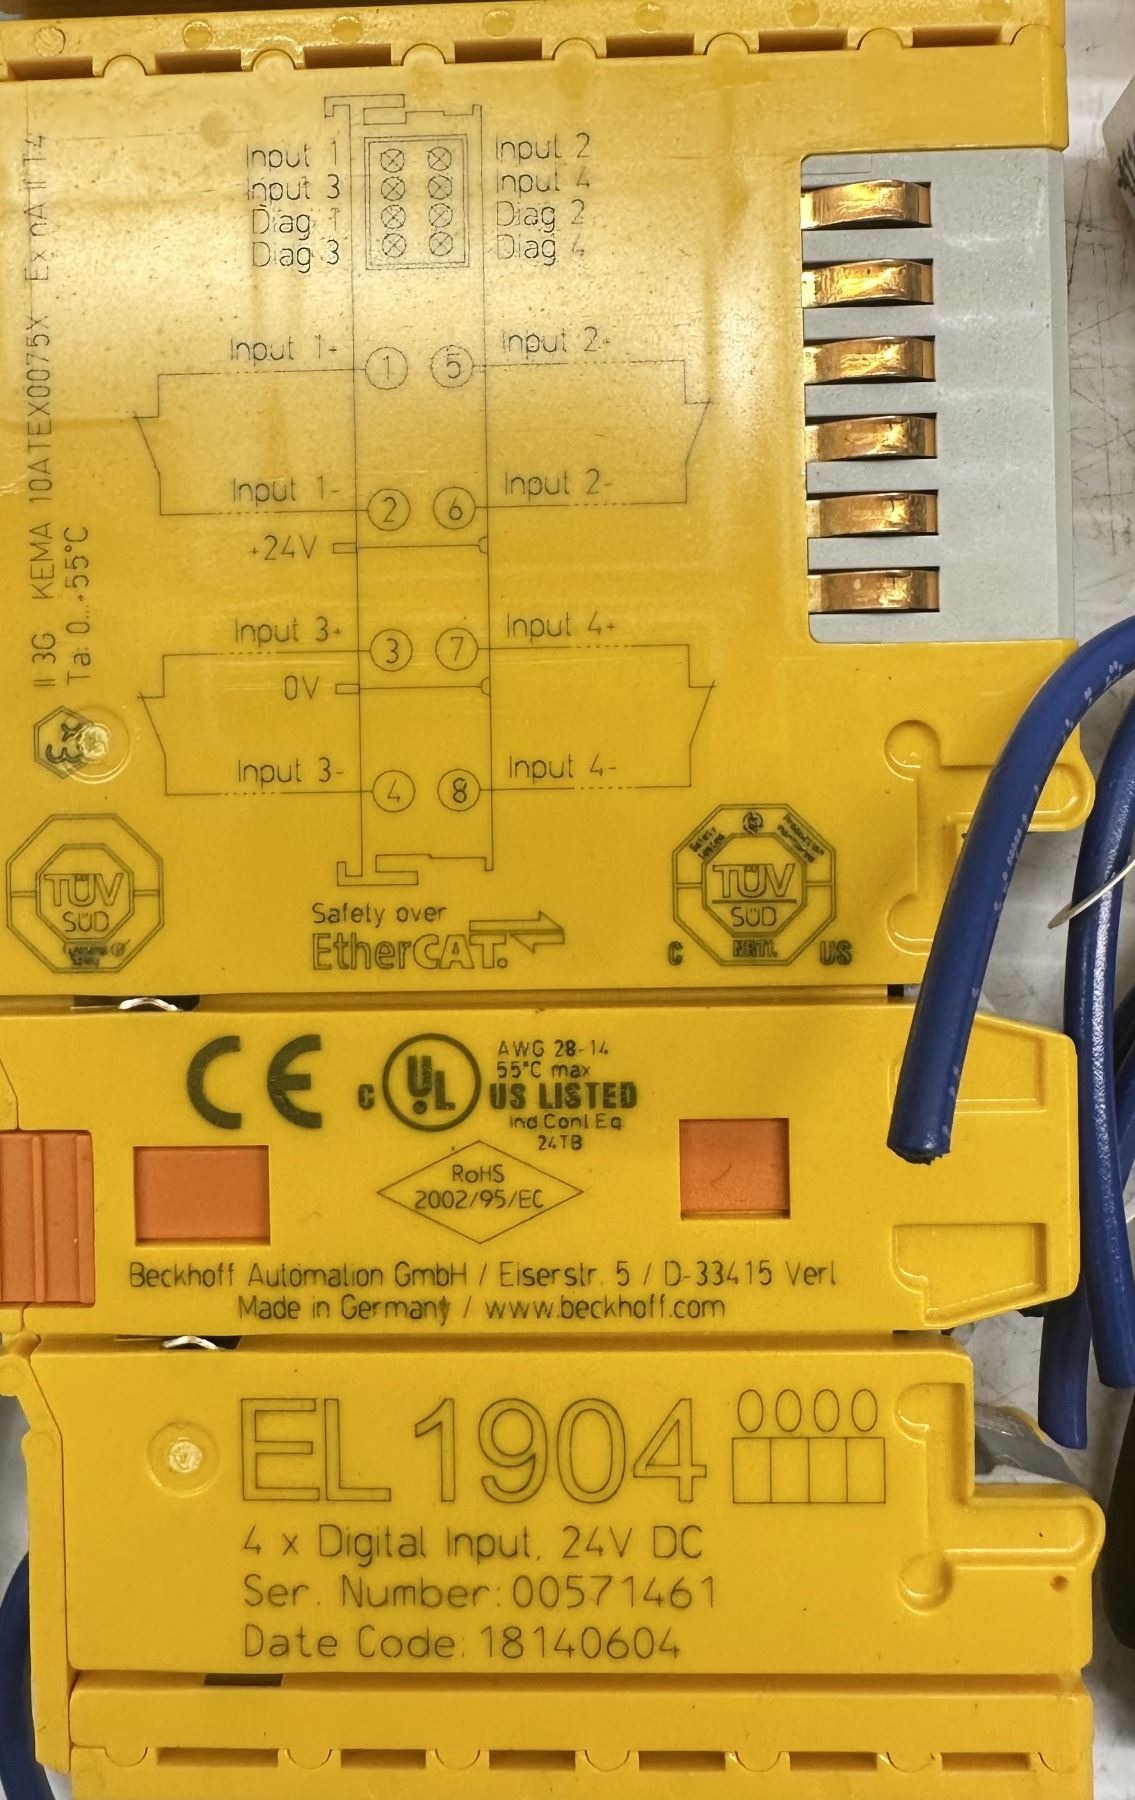 Input 1
Input 2
Input 3
Input 4
Diag 1
Diag 2
Diag 3
Diag 4
Input 1+
1
5
Input 2+
Input 1-
2
6
Input 2-
+24V
Input 3+
3
7
Input 4+
0V
Input 3-
4
8
Input 4-
II 3G KEMA 10ATEX0075X Ex nA II T4
Ta: 0...+55°C
εx
TÜV
SÜD
Safety over
EtherCAT.
TÜV
SÜD
C NRTL US
CE
C UL US LISTED
AWG 28-14
55°C max
Ind Cont Eq
24TB
RoHS
2002/95/EC
Beckhoff Automation GmbH / Eiserstr. 5 / D-33415 Verl
Made in Germany / www.beckhoff.com
EL1904 0000
4 x Digital Input, 24V DC
Ser. Number: 00571461
Date Code: 18140604